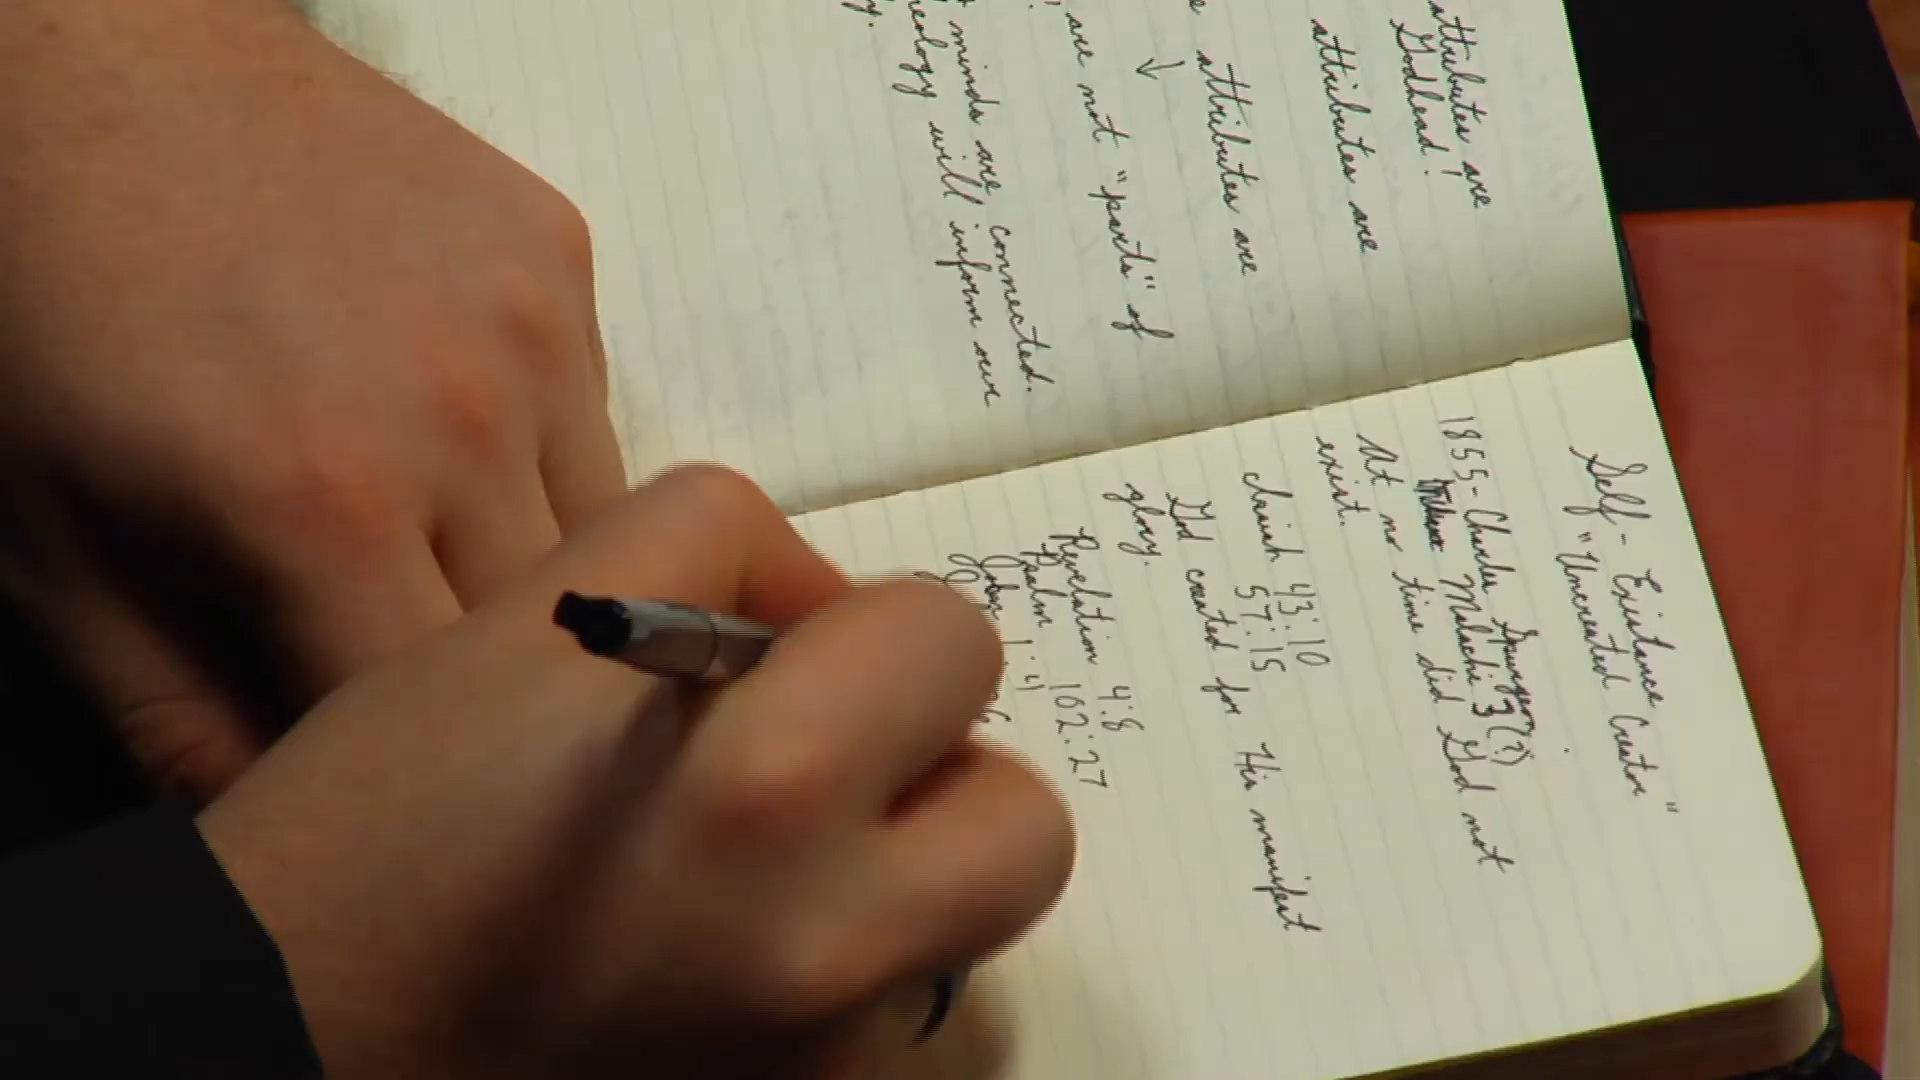 attributes are
Godhead!
attributes are
attributes are
↓
are not "parts" of
minds are connected.
will inform our
Self-Existence
"Uncreated Creator"
1855- Charles Spurgeon
Malachi 3(?)
At no time did God not
exist.
43:10
57:15
God created for His manifest
glory.
Revelation 4:8
Psalm 102:27
John 1:4